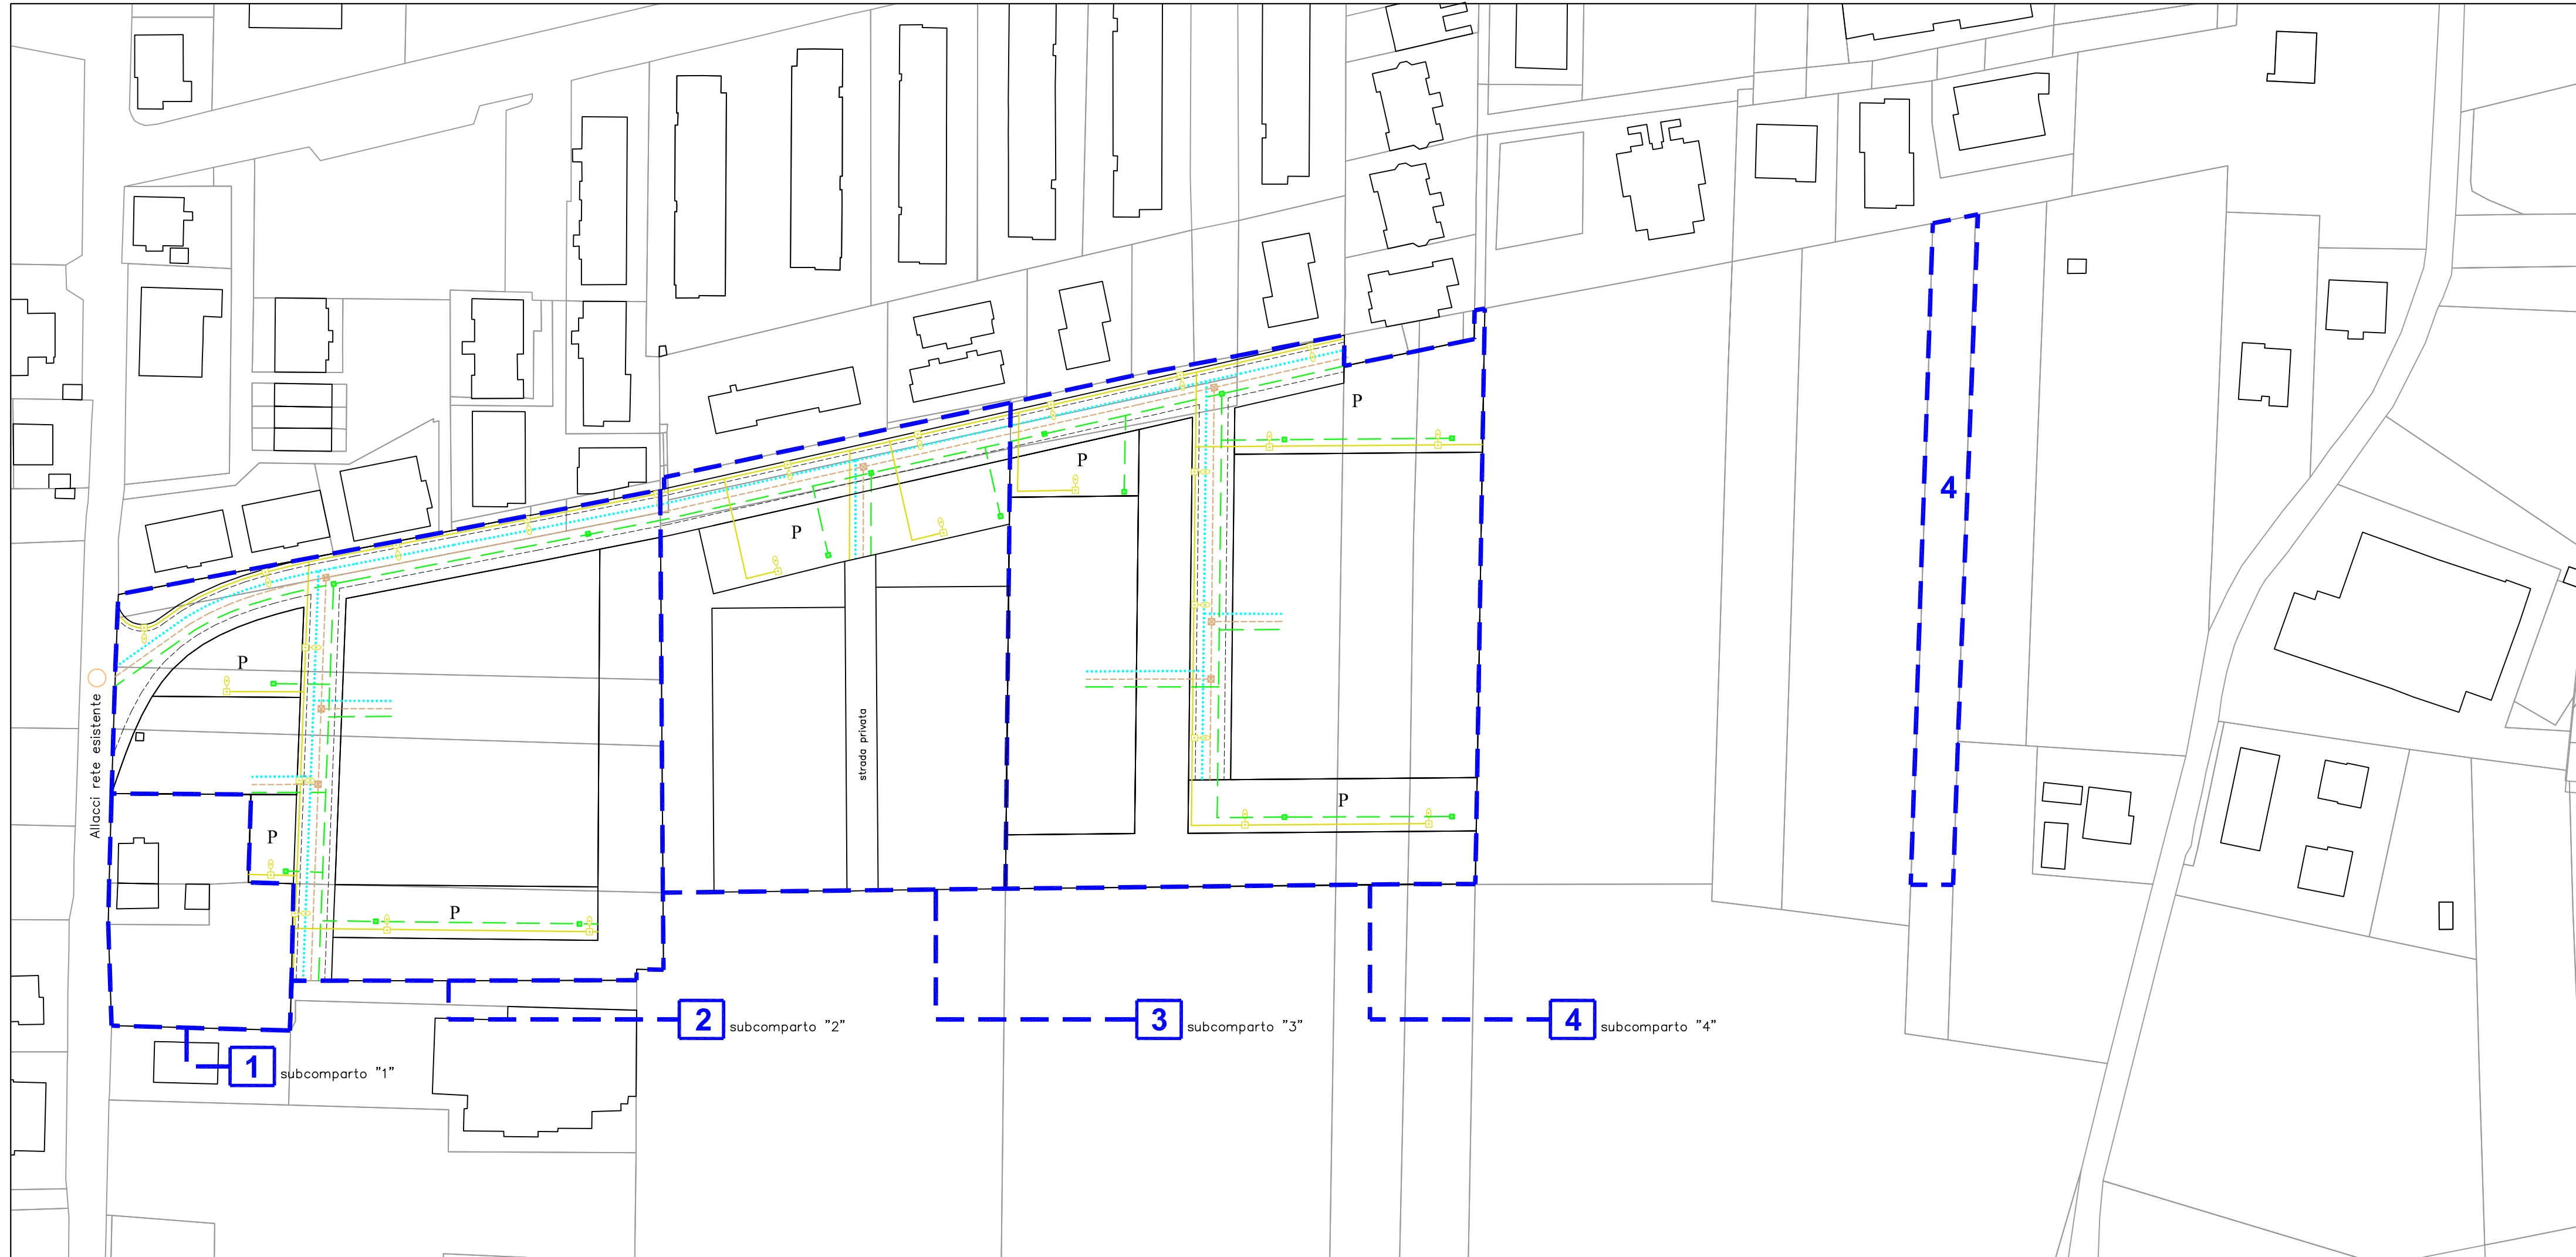 P
P
4
P
P
P
Allacci rete esistente
strada privata
P
P
P
2 subcomparto "2"
3 subcomparto "3"
4 subcomparto "4"
1 subcomparto "1"